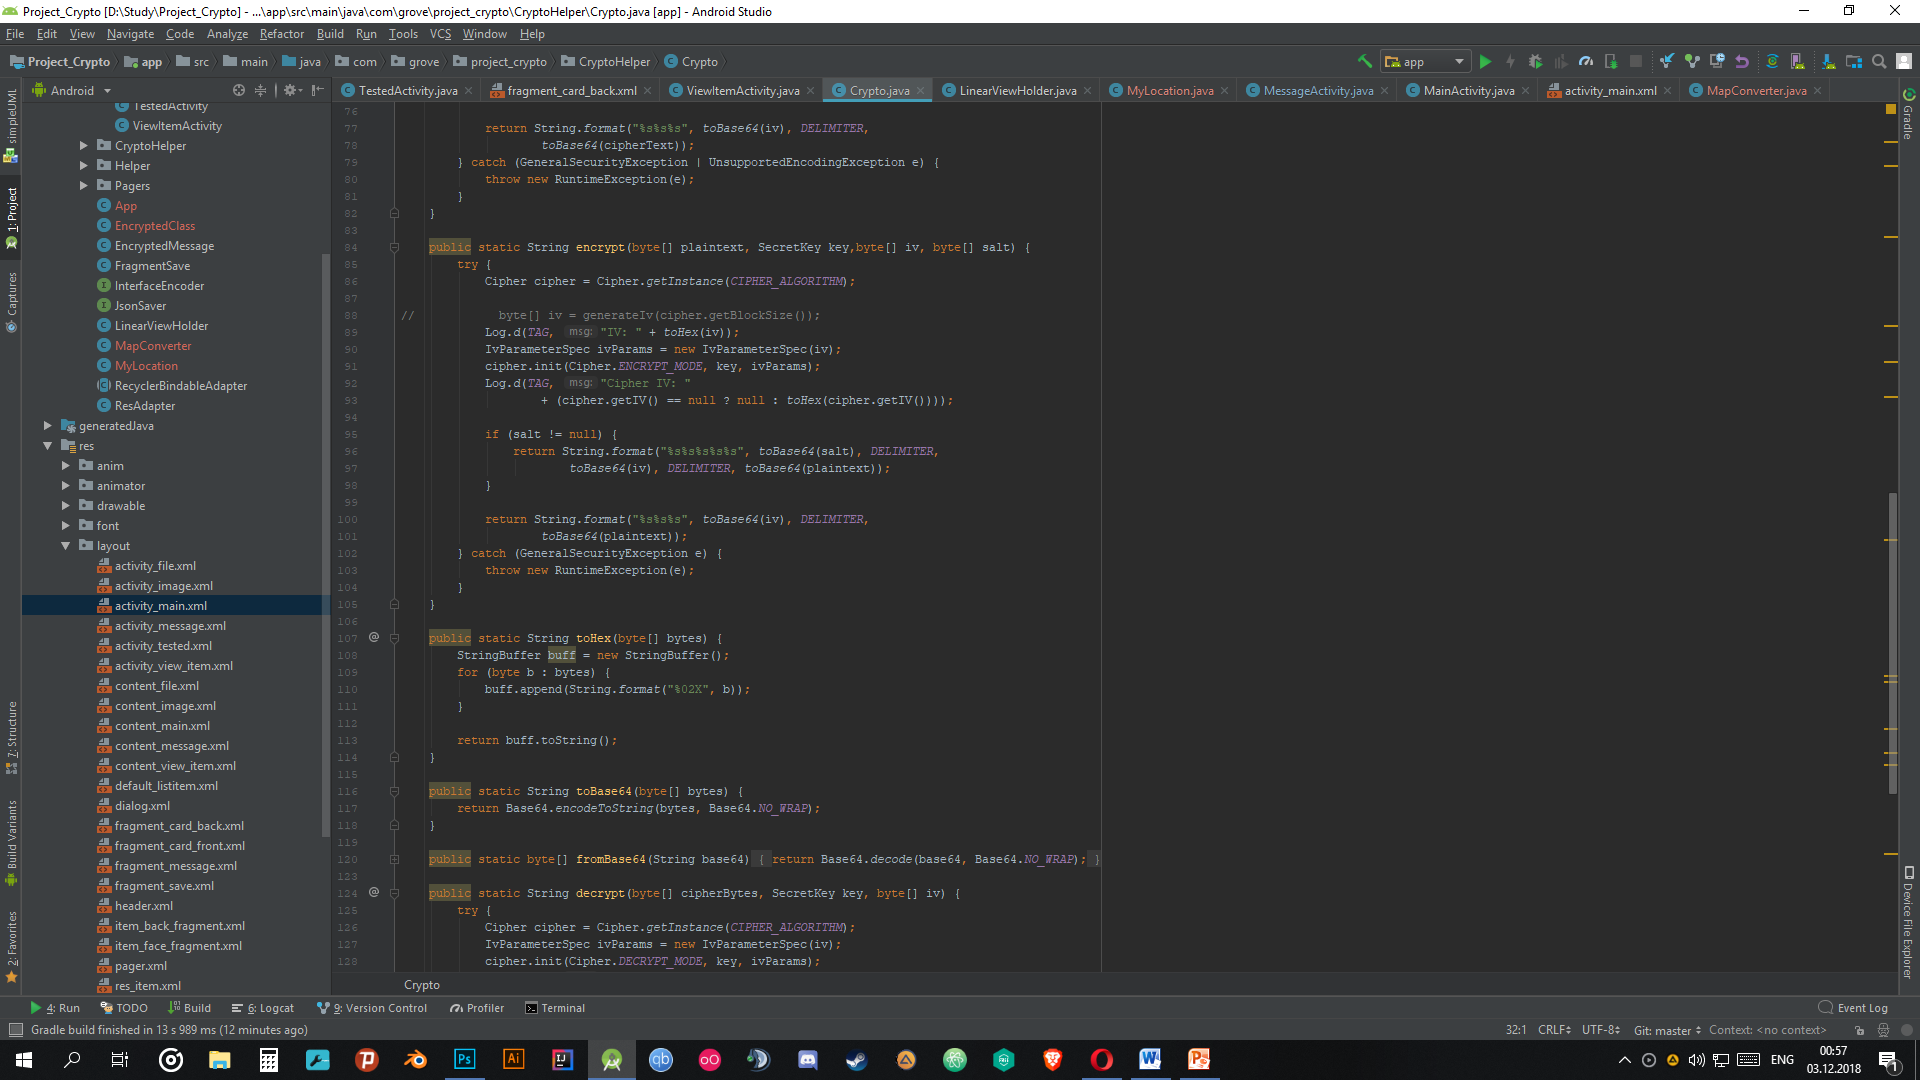 Project_Crypto [D:\Study\Project_Crypto] - ...\app\src\main\java\com\grove\project_crypto\CryptoHelper\Crypto.java [app] - Android Studio
File Edit View Navigate Code Analyze Refactor Build Run Tools VCS Window Help
Project_Crypto app src main java com grove project_crypto CryptoHelper Crypto app
Android
TestedActivity.java fragment_card_back.xml ViewItemActivity.java Crypto.java LinearViewHolder.java MyLocation.java MessageActivity.java MainActivity.java activity_main.xml MapConverter.java
simpleUML
1: Project
Captures
7: Structure
Build Variants
2: Favorites
TestedActivity
ViewItemActivity
CryptoHelper
Helper
Pagers
App
EncryptedClass
EncryptedMessage
FragmentSave
InterfaceEncoder
JsonSaver
LinearViewHolder
MapConverter
MyLocation
RecyclerBindableAdapter
ResAdapter
generatedJava
res
anim
animator
drawable
font
layout
activity_file.xml
activity_image.xml
activity_main.xml
activity_message.xml
activity_tested.xml
activity_view_item.xml
content_file.xml
content_image.xml
content_main.xml
content_message.xml
content_view_item.xml
default_listitem.xml
dialog.xml
fragment_card_back.xml
fragment_card_front.xml
fragment_message.xml
fragment_save.xml
header.xml
item_back_fragment.xml
item_face_fragment.xml
pager.xml
res_item.xml
76
77 return String.format("%s%s%s", toBase64(iv), DELIMITER,
78 toBase64(cipherText));
79 } catch (GeneralSecurityException | UnsupportedEncodingException e) {
80 throw new RuntimeException(e);
81 }
82 }
83
84 public static String encrypt(byte[] plaintext, SecretKey key,byte[] iv, byte[] salt) {
85 try {
86 Cipher cipher = Cipher.getInstance(CIPHER_ALGORITHM);
87
88 // byte[] iv = generateIv(cipher.getBlockSize());
89 Log.d(TAG, msg: "IV: " + toHex(iv));
90 IvParameterSpec ivParams = new IvParameterSpec(iv);
91 cipher.init(Cipher.ENCRYPT_MODE, key, ivParams);
92 Log.d(TAG, msg: "Cipher IV: "
93 + (cipher.getIV() == null ? null : toHex(cipher.getIV())));
94
95 if (salt != null) {
96 return String.format("%s%s%s%s%s", toBase64(salt), DELIMITER,
97 toBase64(iv), DELIMITER, toBase64(plaintext));
98 }
99
100 return String.format("%s%s%s", toBase64(iv), DELIMITER,
101 toBase64(plaintext));
102 } catch (GeneralSecurityException e) {
103 throw new RuntimeException(e);
104 }
105 }
106
107 @ public static String toHex(byte[] bytes) {
108 StringBuffer buff = new StringBuffer();
109 for (byte b : bytes) {
110 buff.append(String.format("%02X", b));
111 }
112
113 return buff.toString();
114 }
115
116 public static String toBase64(byte[] bytes) {
117 return Base64.encodeToString(bytes, Base64.NO_WRAP);
118 }
119
120 public static byte[] fromBase64(String base64) { return Base64.decode(base64, Base64.NO_WRAP); }
123
124 @ public static String decrypt(byte[] cipherBytes, SecretKey key, byte[] iv) {
125 try {
126 Cipher cipher = Cipher.getInstance(CIPHER_ALGORITHM);
127 IvParameterSpec ivParams = new IvParameterSpec(iv);
128 cipher.init(Cipher.DECRYPT_MODE, key, ivParams);
Crypto
Gradle
Device File Explorer
4: Run TODO Build 6: Logcat 9: Version Control Profiler Terminal Event Log
Gradle build finished in 13 s 989 ms (12 minutes ago) 32:1 CRLF UTF-8 Git: master Context: <no context>
Ps Ai IJ qb W P ENG
00:57
03.12.2018
1